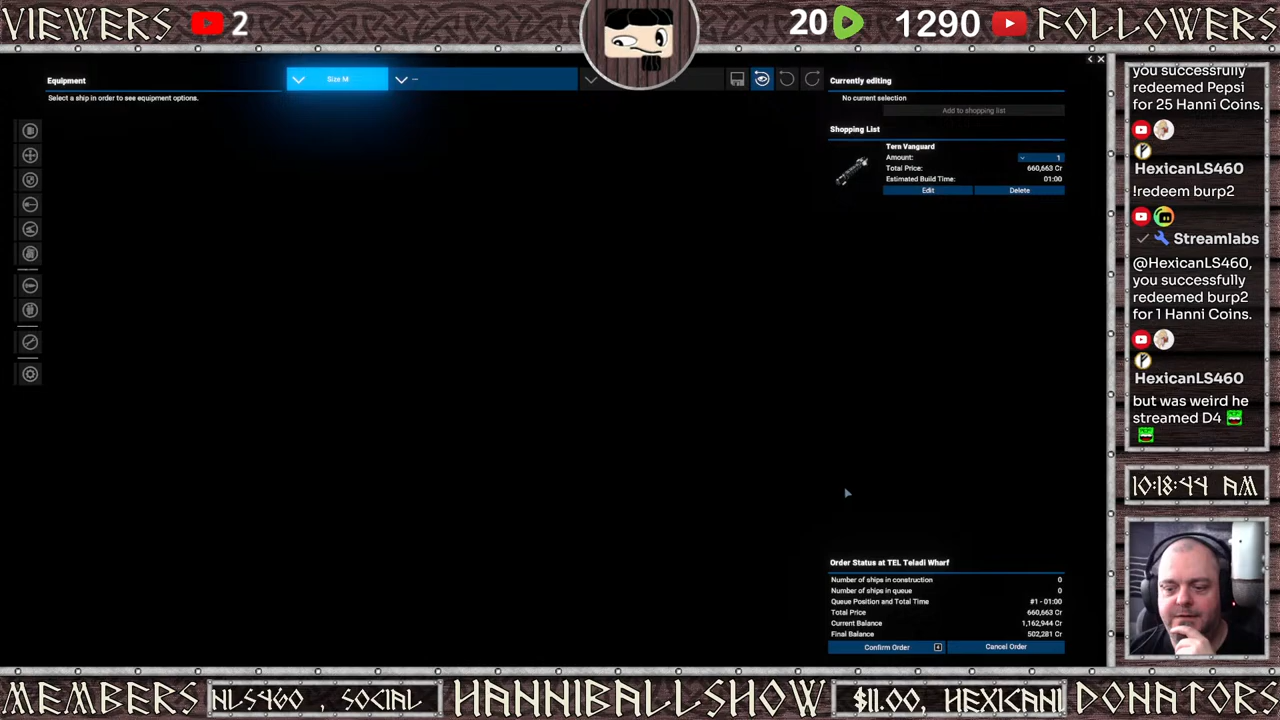 VIEWERS
2
20
1290
FOLLOWERS
Equipment
Select a ship in order to see equipment options.
Size M
--
Currently editing
No current selection
Add to shopping list
Shopping List
Tern Vanguard
Amount: 1
Total Price: 660,663 Cr
Estimated Build Time: 01:00
Edit
Delete
Order Status at TEL Teladi Wharf
Number of ships in construction 0
Number of ships in queue 0
Queue Position and Total Time #1 - 01:00
Total Price 660,663 Cr
Current Balance 1,162,944 Cr
Final Balance 502,281 Cr
Confirm Order
Cancel Order
you successfully
redeemed Pepsi
for 25 Hanni Coins.
HexicanLS460
!redeem burp2
Streamlabs
@HexicanLS460,
you successfully
redeemed burp2
for 1 Hanni Coins.
HexicanLS460
but was weird he
streamed D4
10:18:44 AM
MEMBERS
NLS460 , SOCIAL
HANNIBALLSHOW
$11.00, HEXICANL
DONATORS